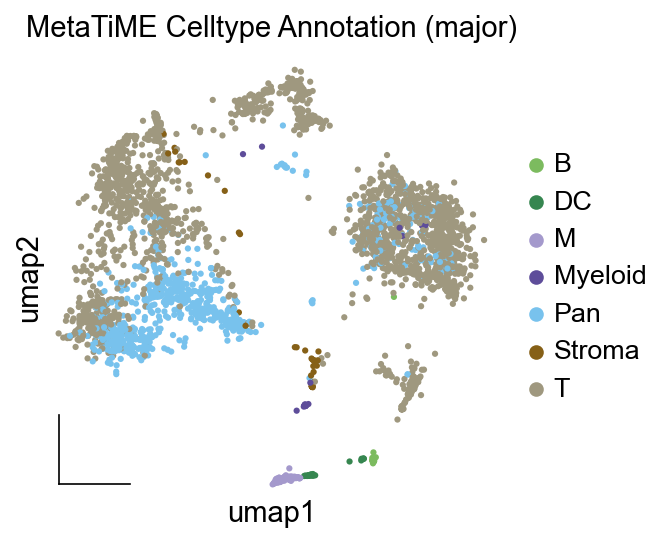 MetaTiME Celltype Annotation (major)
B
DC
M
Myeloid
Pan
Stroma
T
umap2
umap1